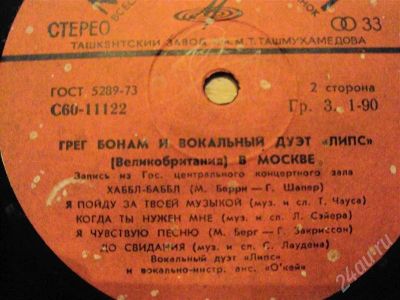 СТЕРЕО
33
ТАШКЕНТСКИЙ ЗАВОД ИМ. М. Т. ТАШМУХАМЕДОВА
ГОСТ 5289-73
С60-11122
2 сторона
Гр. 3. 1-90
ГРЕГ БОНАМ И ВОКАЛЬНЫЙ ДУЭТ «ЛИПС»
(Великобритания) В МОСКВЕ
Запись из Гос. центрального концертного зала
ХАББЛ-БАББЛ (М. Барри — Г. Шапер)
Я ПОЙДУ ЗА ТВОЕЙ МУЗЫКОЙ (муз. и сл. Т. Чауса)
КОГДА ТЫ НУЖЕН МНЕ (муз. и сл. Л. Сэйера)
Я ЧУВСТВУЮ ПЕСНЮ (М. Берг — Г. Закриссон)
ДО СВИДАНИЯ (муз. и сл. С. Лаудена)
Вокальный дуэт «Липс»
и вокально-инстр. анс. «О'кей»
24au.ru